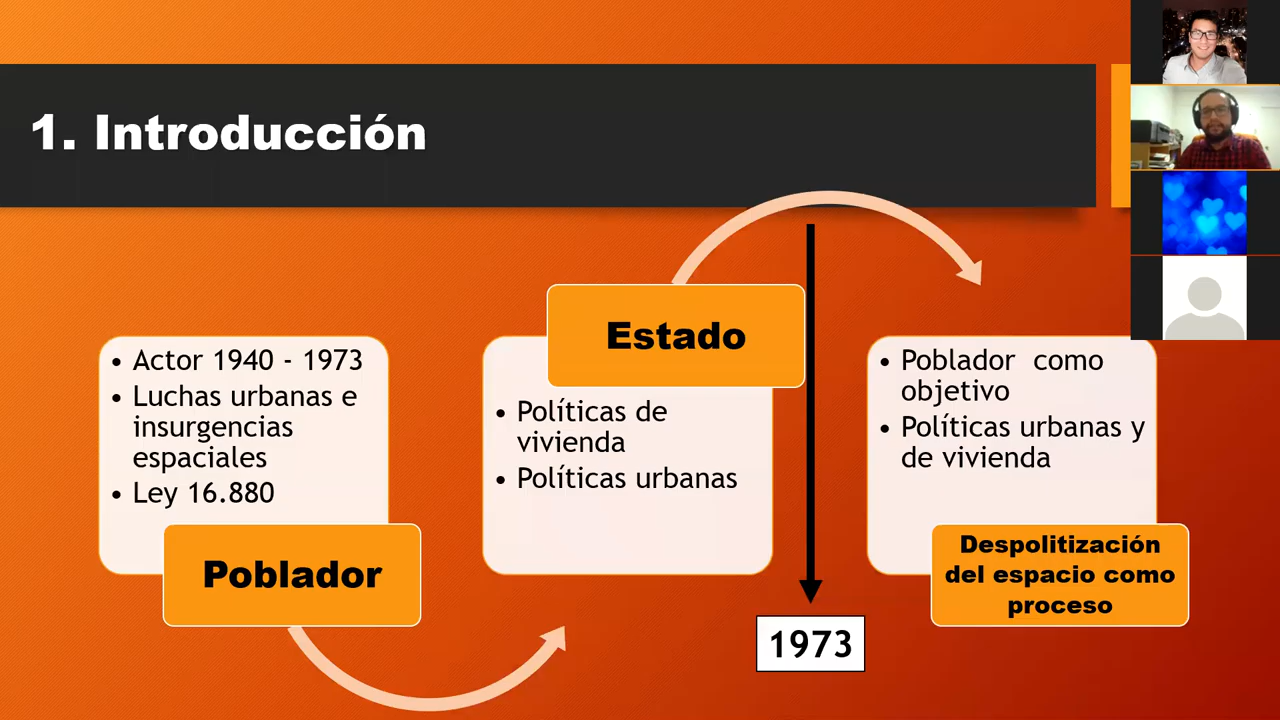 1. Introducción
• Actor 1940 - 1973
• Luchas urbanas e
insurgencias
espaciales
• Ley 16.880
Poblador
Estado
• Políticas de
vivienda
• Políticas urbanas
1973
• Poblador como
objetivo
• Políticas urbanas y
de vivienda
Despolitización
del espacio como
proceso